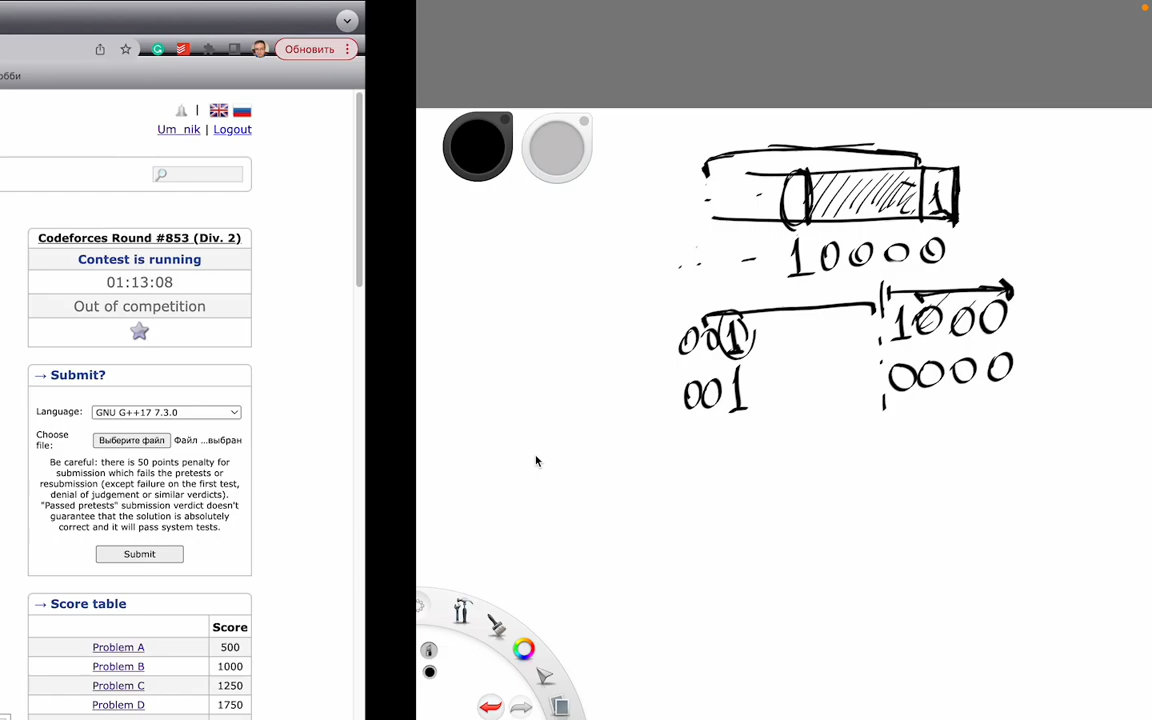 Обновить
обби
Um_nik | Logout
Codeforces Round #853 (Div. 2)
Contest is running
01:13:08
Out of competition
→ Submit?
Language: GNU G++17 7.3.0
Choose file: Выберите файл Файл ...выбран
Be careful: there is 50 points penalty for
submission which fails the pretests or
resubmission (except failure on the first test,
denial of judgement or similar verdicts).
"Passed pretests" submission verdict doesn't
guarantee that the solution is absolutely
correct and it will pass system tests.
Submit
→ Score table
Score
Problem A 500
Problem B 1000
Problem C 1250
Problem D 1750
1
10000
001 1000
001 0000